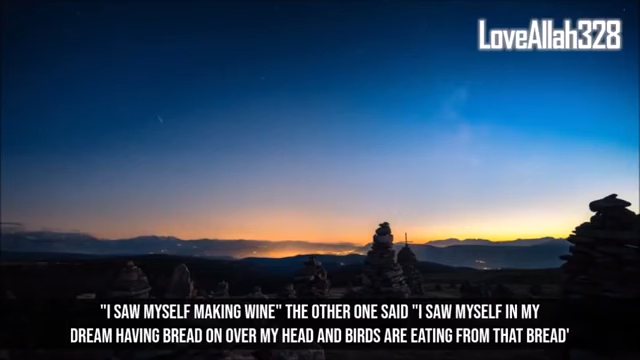 LoveAllah328
"I SAW MYSELF MAKING WINE" THE OTHER ONE SAID "I SAW MYSELF IN MY
DREAM HAVING BREAD ON OVER MY HEAD AND BIRDS ARE EATING FROM THAT BREAD'